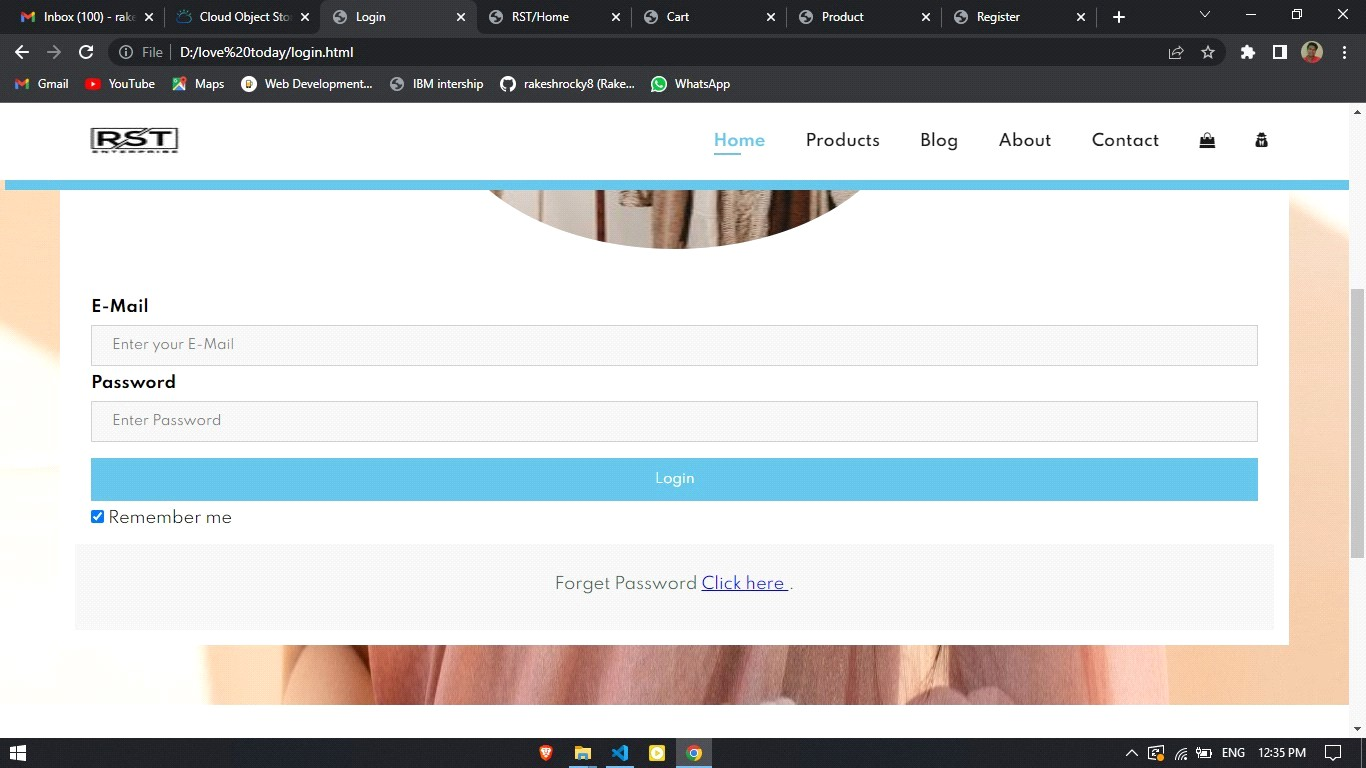 Inbox (100) - rake
Cloud Object Sto
Login
RST/Home
Cart
Product
Register
File
D:/love%20today/login.html
Gmail
YouTube
Maps
Web Development...
IBM intership
rakeshrocky8 (Rake...
WhatsApp
RST
ENTERPRISE
Home
Products
Blog
About
Contact
E-Mail
Enter your E-Mail
Password
Enter Password
Login
Remember me
Forget Password Click here .
ENG
12:35 PM